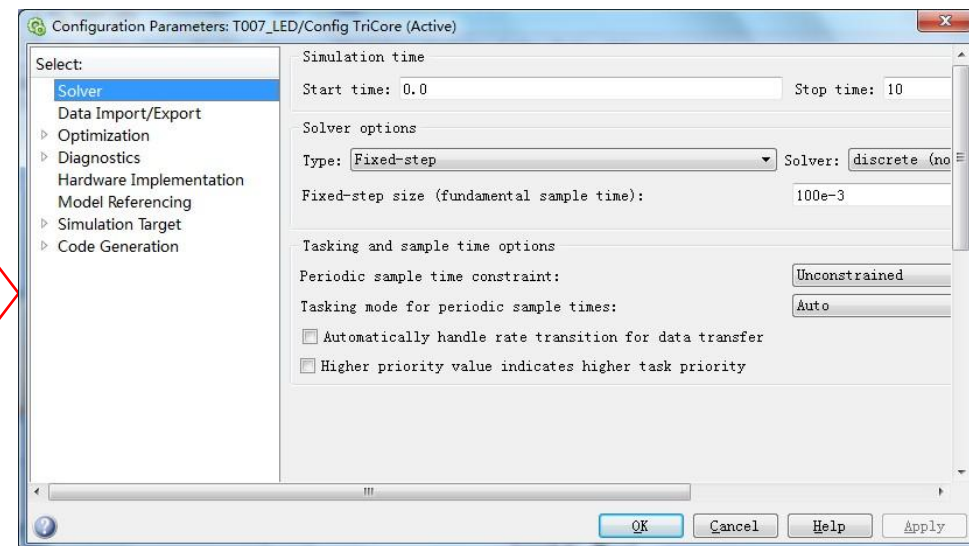 Configuration Parameters: T007_LED/Config TriCore (Active)
Select:
Solver
Data Import/Export
Optimization
Diagnostics
Hardware Implementation
Model Referencing
Simulation Target
Code Generation
Simulation time
Start time: 0.0 Stop time: 10
Solver options
Type: Fixed-step Solver: discrete (no
Fixed-step size (fundamental sample time): 100e-3
Tasking and sample time options
Periodic sample time constraint: Unconstrained
Tasking mode for periodic sample times: Auto
Automatically handle rate transition for data transfer
Higher priority value indicates higher task priority
OK Cancel Help Apply